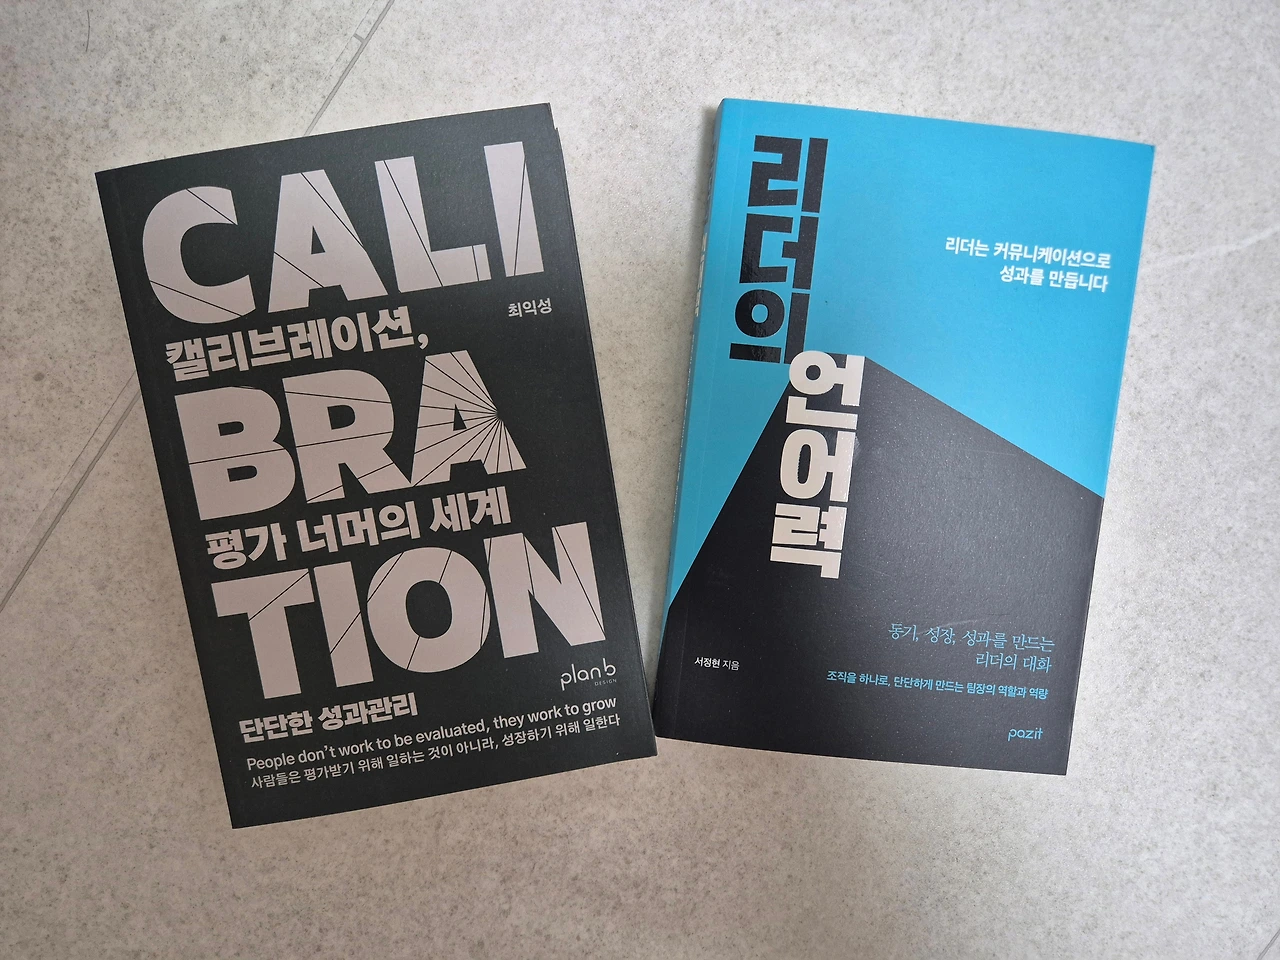 CALI
최익성
캘리브레이션,
BRA
평가 너머의 세계
TION
plan b
DESIGN
단단한 성과관리
People don't work to be evaluated, they work to grow
사람들은 평가받기 위해 일하는 것이 아니라, 성장하기 위해 일한다
리더의
언어력
리더는 커뮤니케이션으로
성과를 만듭니다
동기, 성장, 성과를 만드는
리더의 대화
서정현 지음
조직을 하나로, 단단하게 만드는 팀장의 역할과 역량
pazit